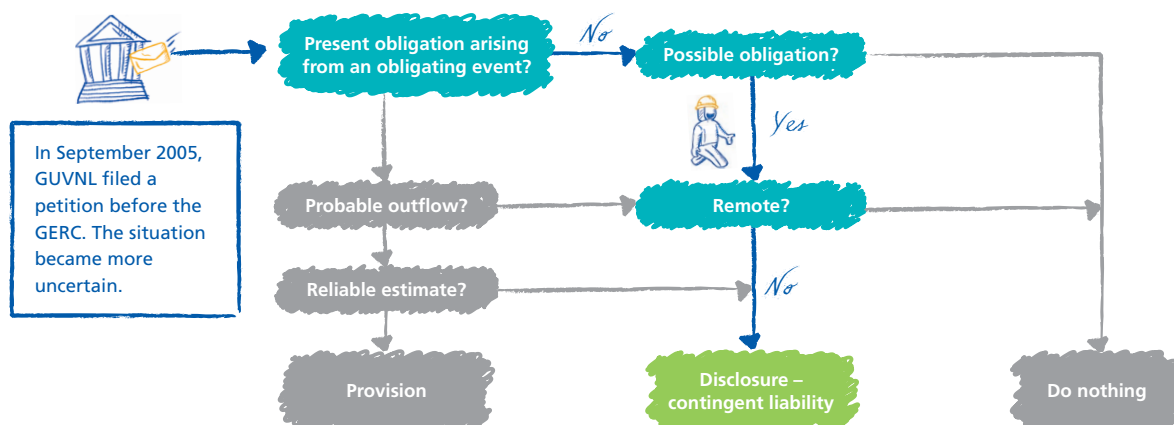 Present obligation arising
from an obligating event?
No
Possible obligation?
Yes
In September 2005,
GUVNL filed a
petition before the
GERC. The situation
became more
uncertain.
Probable outflow?
Remote?
Reliable estimate?
No
Provision
Disclosure –
contingent liability
Do nothing